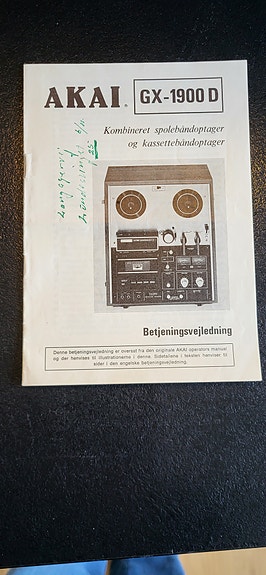 AKAI. GX-1900 D
Kombineret spolebåndoptager
og kassettebåndoptager
Betjeningsvejledning
Denne betjeningsvejledning er oversat fra den originale AKAI operators manual
og der henvises til illustrationerne i denne. Sidetallene i teksten henviser til
sider i den engelske betjeningsvejledning.